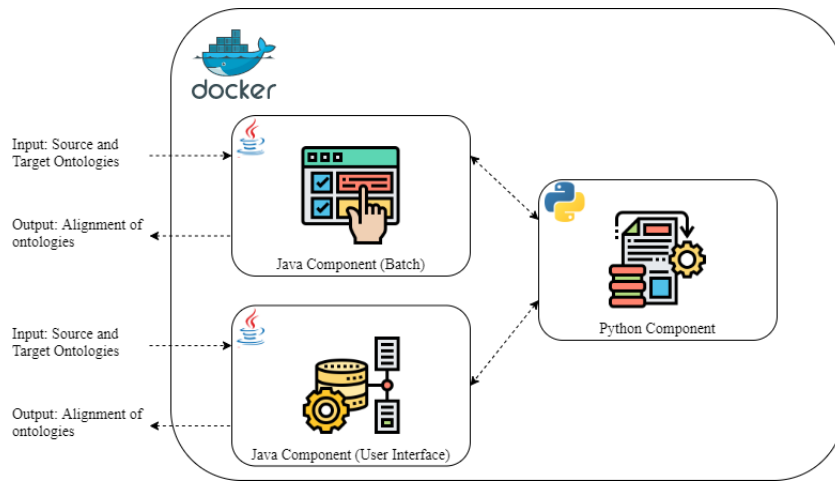 docker
Input: Source and
Target Ontologies
Output: Alignment of
ontologies
Java Component (Batch)
Python Component
Input: Source and
Target Ontologies
Output: Alignment of
ontologies
Java Component (User Interface)